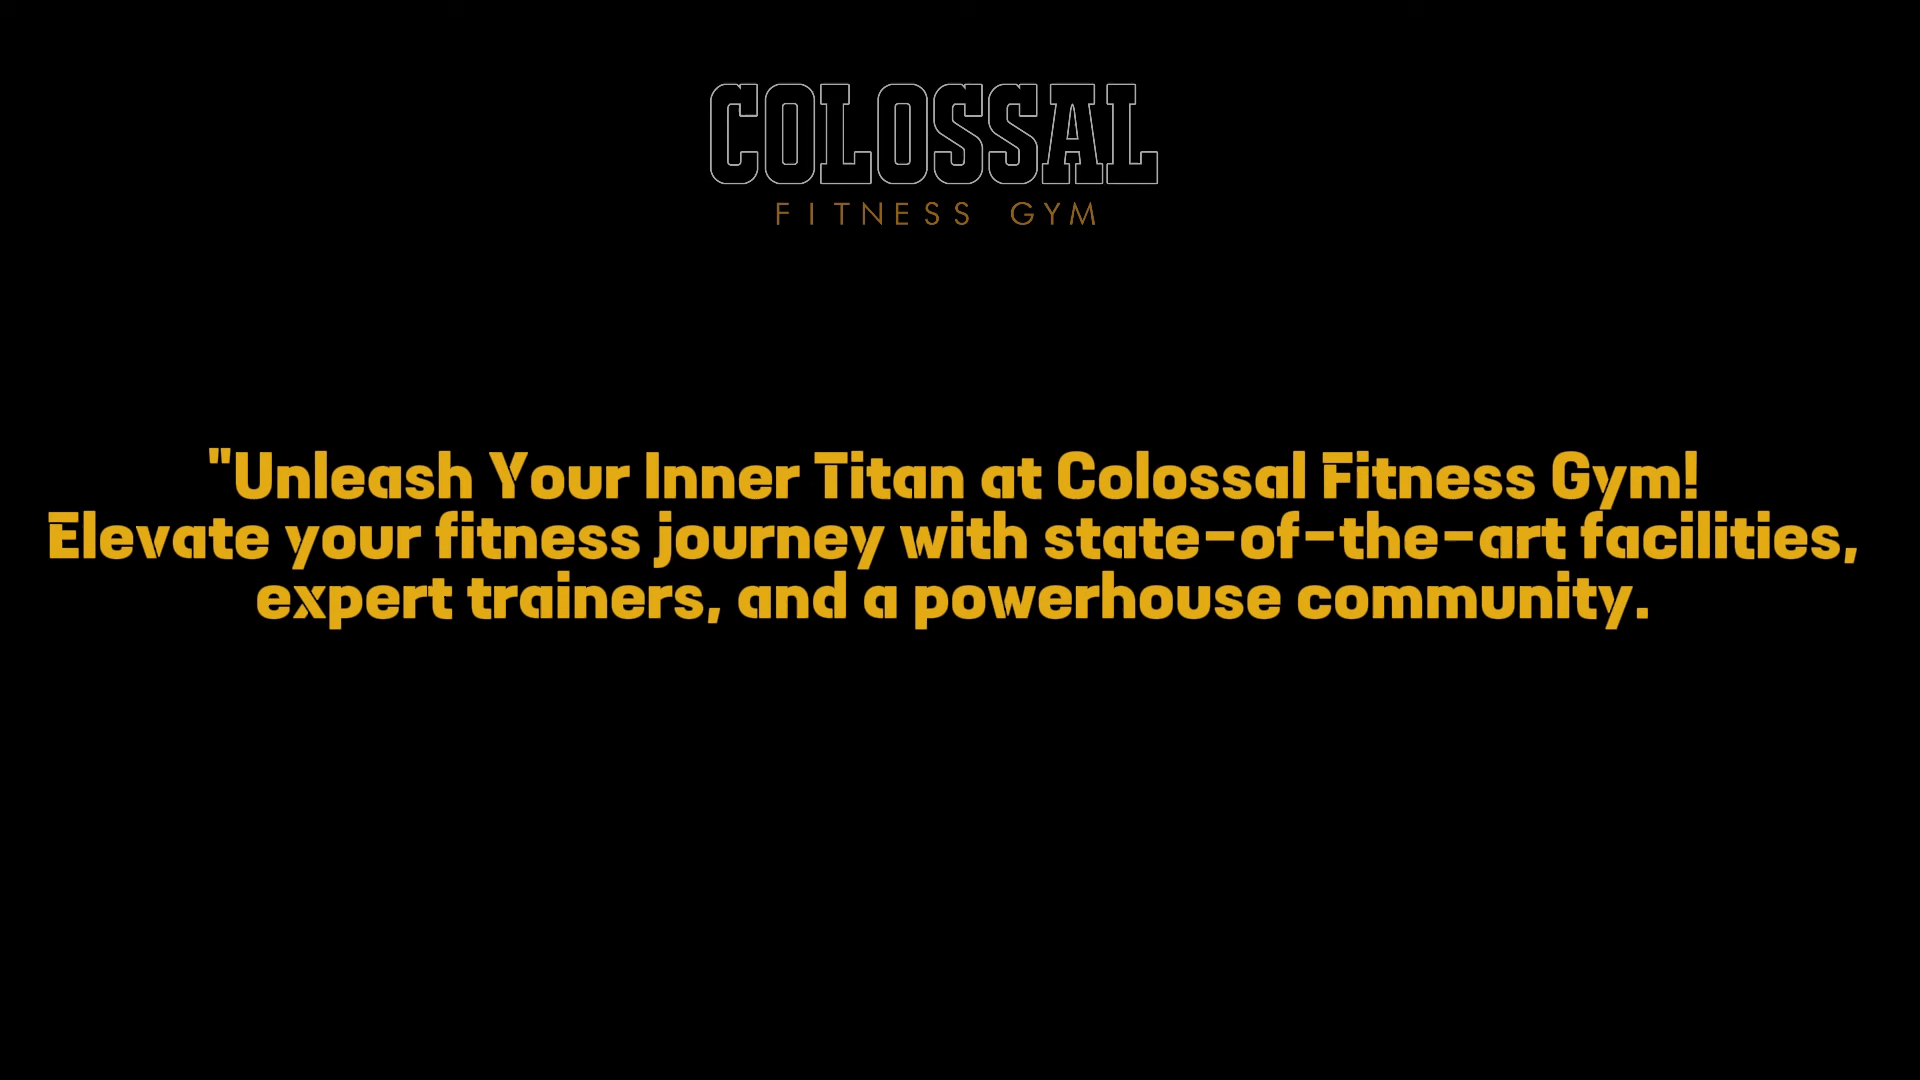 COLOSSAL
FITNESS GYM
"Unleash Your Inner Titan at Colossal Fitness Gym!
Elevate your fitness journey with state-of-the-art facilities,
expert trainers, and a powerhouse community.